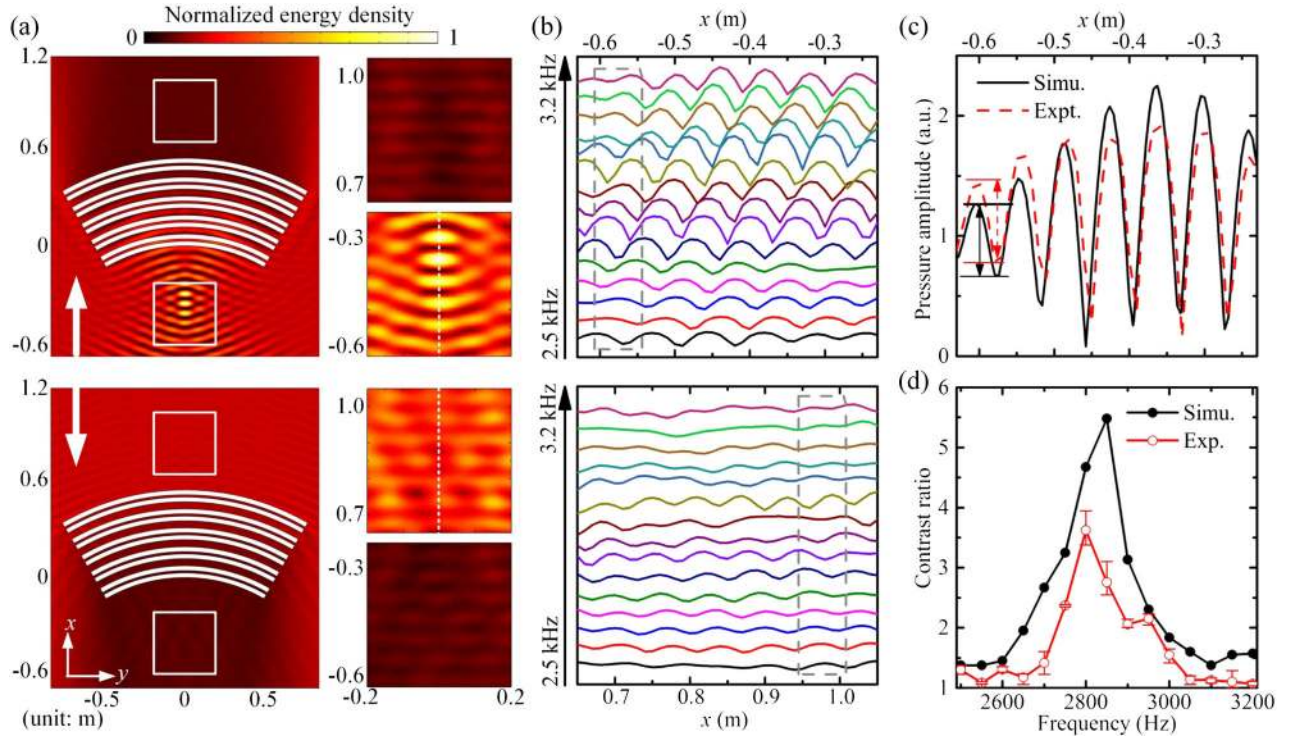 (a)
Normalized energy density
0
1
1.2
0.6
0
-0.6
1.0
0.7
-0.3
-0.6
1.2
0.6
0
-0.6
x
y
-0.5
0
0.5
(unit: m)
1.0
0.7
-0.3
-0.6
-0.2
0.2
(b)
x (m)
-0.6
-0.5
-0.4
-0.3
3.2 kHz
2.5 kHz
3.2 kHz
2.5 kHz
0.7
0.8
0.9
1.0
x (m)
(c)
x (m)
-0.6
-0.5
-0.4
-0.3
Simu.
Expt.
Pressure amplitude (a.u.)
2
1
0
(d)
Simu.
Exp.
Contrast ratio
6
5
4
3
2
1
2600
2800
3000
3200
Frequency (Hz)